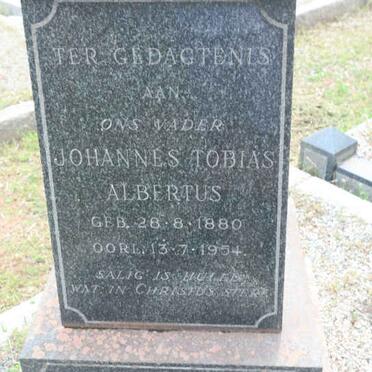 TER GEDAGTENIS
AAN
ONS VADER
JOHANNES TOBIAS
ALBERTUS
GEB. 28-8-1880
OORL. 13-7-1954
SALIG IS HULLE
WAT IN CHRISTUS STERF